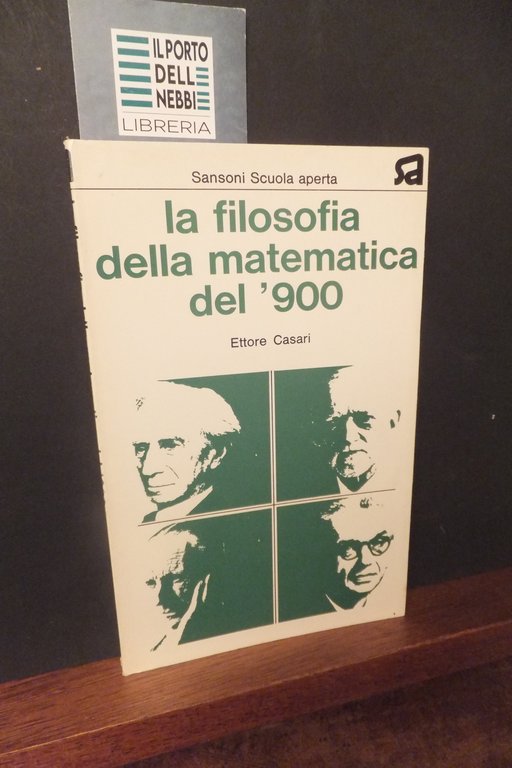 IL PORTO
DELL
NEBBI
LIBRERIA
Sansoni Scuola aperta
sa
la filosofia
della matematica
del '900
Ettore Casari